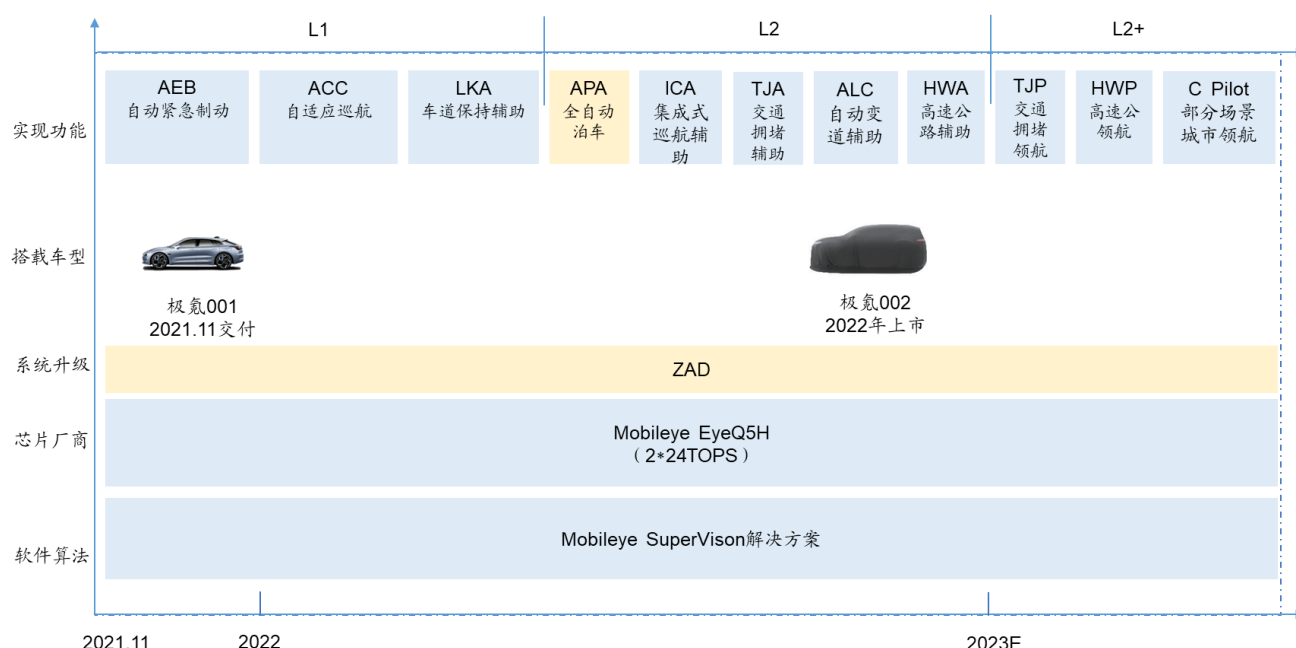 L1
L2
L2+
实现功能
AEB
自动紧急制动
ACC
自适应巡航
LKA
车道保持辅助
APA
全自动
泊车
ICA
集成式
巡航辅
助
TJA
交通
拥堵
辅助
ALC
自动变
道辅助
HWA
高速公
路辅助
TJP
交通
拥堵
领航
HWP
高速公
领航
C Pilot
部分场景
城市领航
搭载车型
极氪001
2021.11交付
极氪002
2022年上市
系统升级
ZAD
芯片厂商
Mobileye EyeQ5H
（2*24TOPS）
软件算法
Mobileye SuperVison解决方案
2021.11
2022
2023E